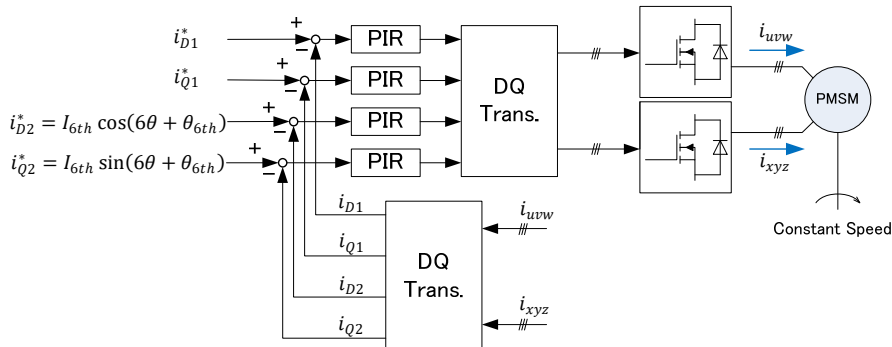 +
i*D1
−
PIR
+
i*Q1
−
PIR
i*D2 = I6th cos(6θ + θ6th)
+
−
PIR
i*Q2 = I6th sin(6θ + θ6th)
+
−
PIR
DQ
Trans.
iuvw
PMSM
ixyz
Constant Speed
iD1
iQ1
iD2
iQ2
DQ
Trans.
iuvw
ixyz